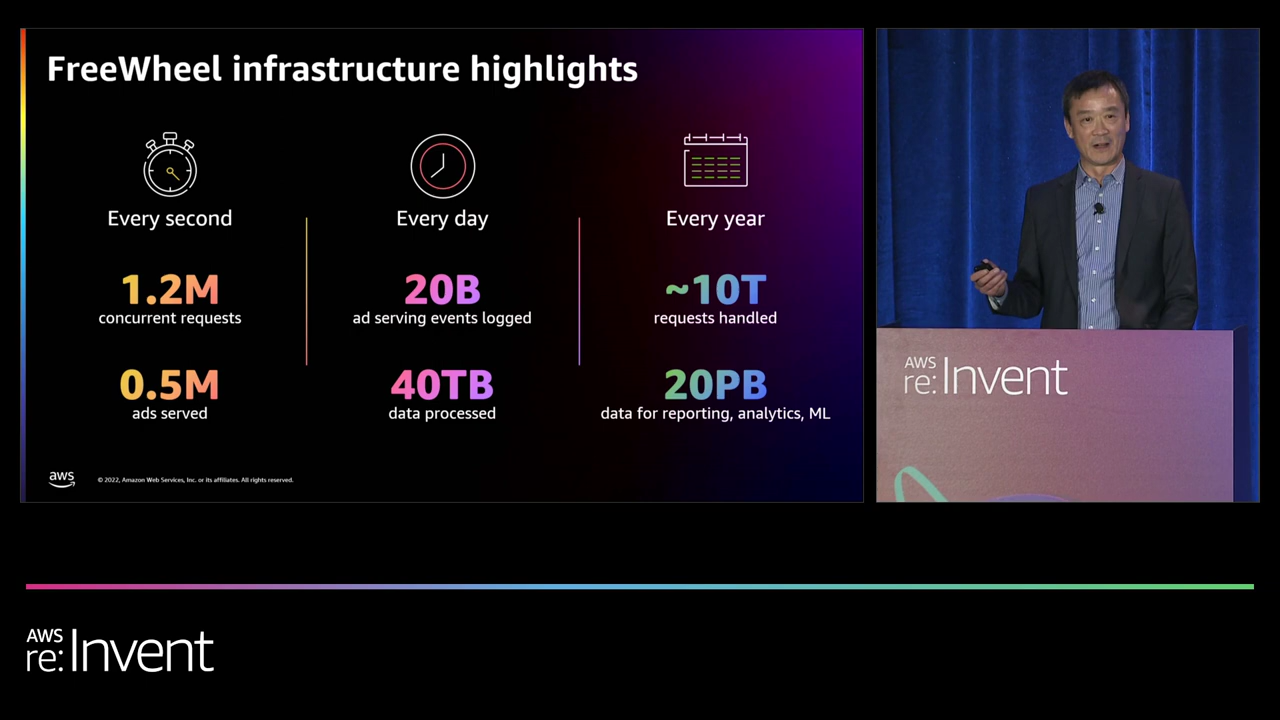 FreeWheel infrastructure highlights
Every second
1.2M
concurrent requests
0.5M
ads served
Every day
20B
ad serving events logged
40TB
data processed
Every year
~10T
requests handled
20PB
data for reporting, analytics, ML
aws
© 2022, Amazon Web Services, Inc. or its affiliates. All rights reserved.
AWS
re:Invent
AWS
re:Invent